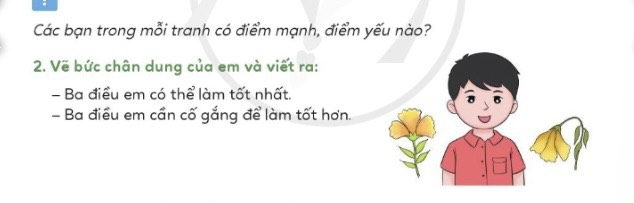 Các bạn trong mỗi tranh có điểm mạnh, điểm yếu nào?
2. Vẽ bức chân dung của em và viết ra:
– Ba điều em có thể làm tốt nhất.
– Ba điều em cần cố gắng để làm tốt hơn.